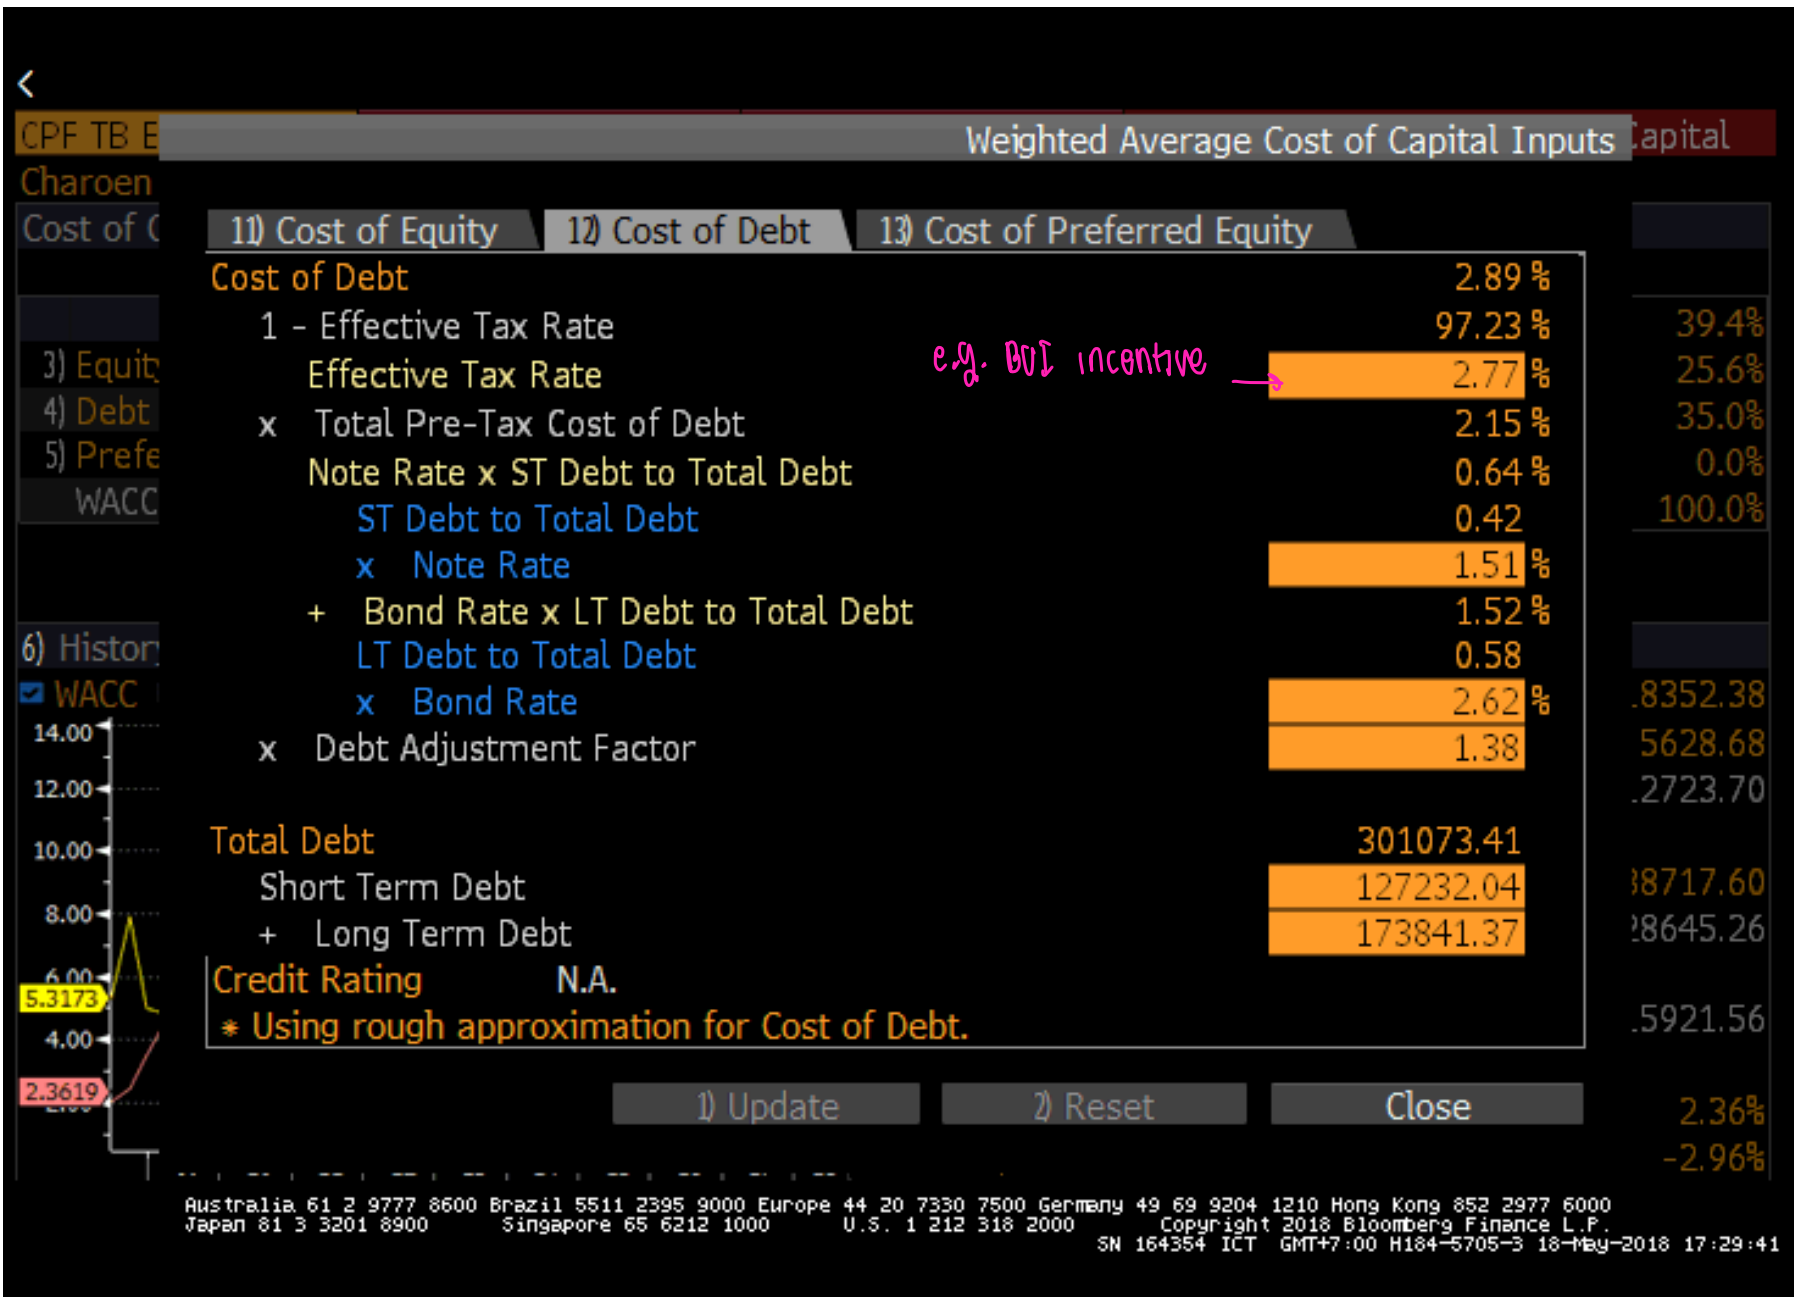 CPF TB E
Weighted Average Cost of Capital Inputs
Capital
Charoen
Cost of C
11) Cost of Equity
12) Cost of Debt
13) Cost of Preferred Equity
Cost of Debt 2.89 %
1 - Effective Tax Rate 97.23 %
39.4%
e.g. BOI incentive
3) Equity
Effective Tax Rate 2.77 %
25.6%
4) Debt
x Total Pre-Tax Cost of Debt 2.15 %
35.0%
5) Prefe
Note Rate x ST Debt to Total Debt 0.64 %
0.0%
WACC
ST Debt to Total Debt 0.42
100.0%
x Note Rate 1.51 %
+ Bond Rate x LT Debt to Total Debt 1.52 %
6) History
LT Debt to Total Debt 0.58
WACC
x Bond Rate 2.62 %
8352.38
14.00
x Debt Adjustment Factor 1.38
5628.68
12.00
2723.70
10.00
Total Debt 301073.41
Short Term Debt 127232.04
8717.60
8.00
+ Long Term Debt 173841.37
28645.26
6.00
Credit Rating N.A.
5.3173
* Using rough approximation for Cost of Debt.
5921.56
4.00
2.3619
2.00
1) Update
2) Reset
Close
2.36%
-2.96%
Australia 61 2 9777 8600 Brazil 5511 2395 9000 Europe 44 20 7330 7500 Germany 49 69 9204 1210 Hong Kong 852 2977 6000
Japan 81 3 3201 8900 Singapore 65 6212 1000 U.S. 1 212 318 2000 Copyright 2018 Bloomberg Finance L.P.
SN 164354 ICT GMT+7:00 H184-5705-3 18-May-2018 17:29:41